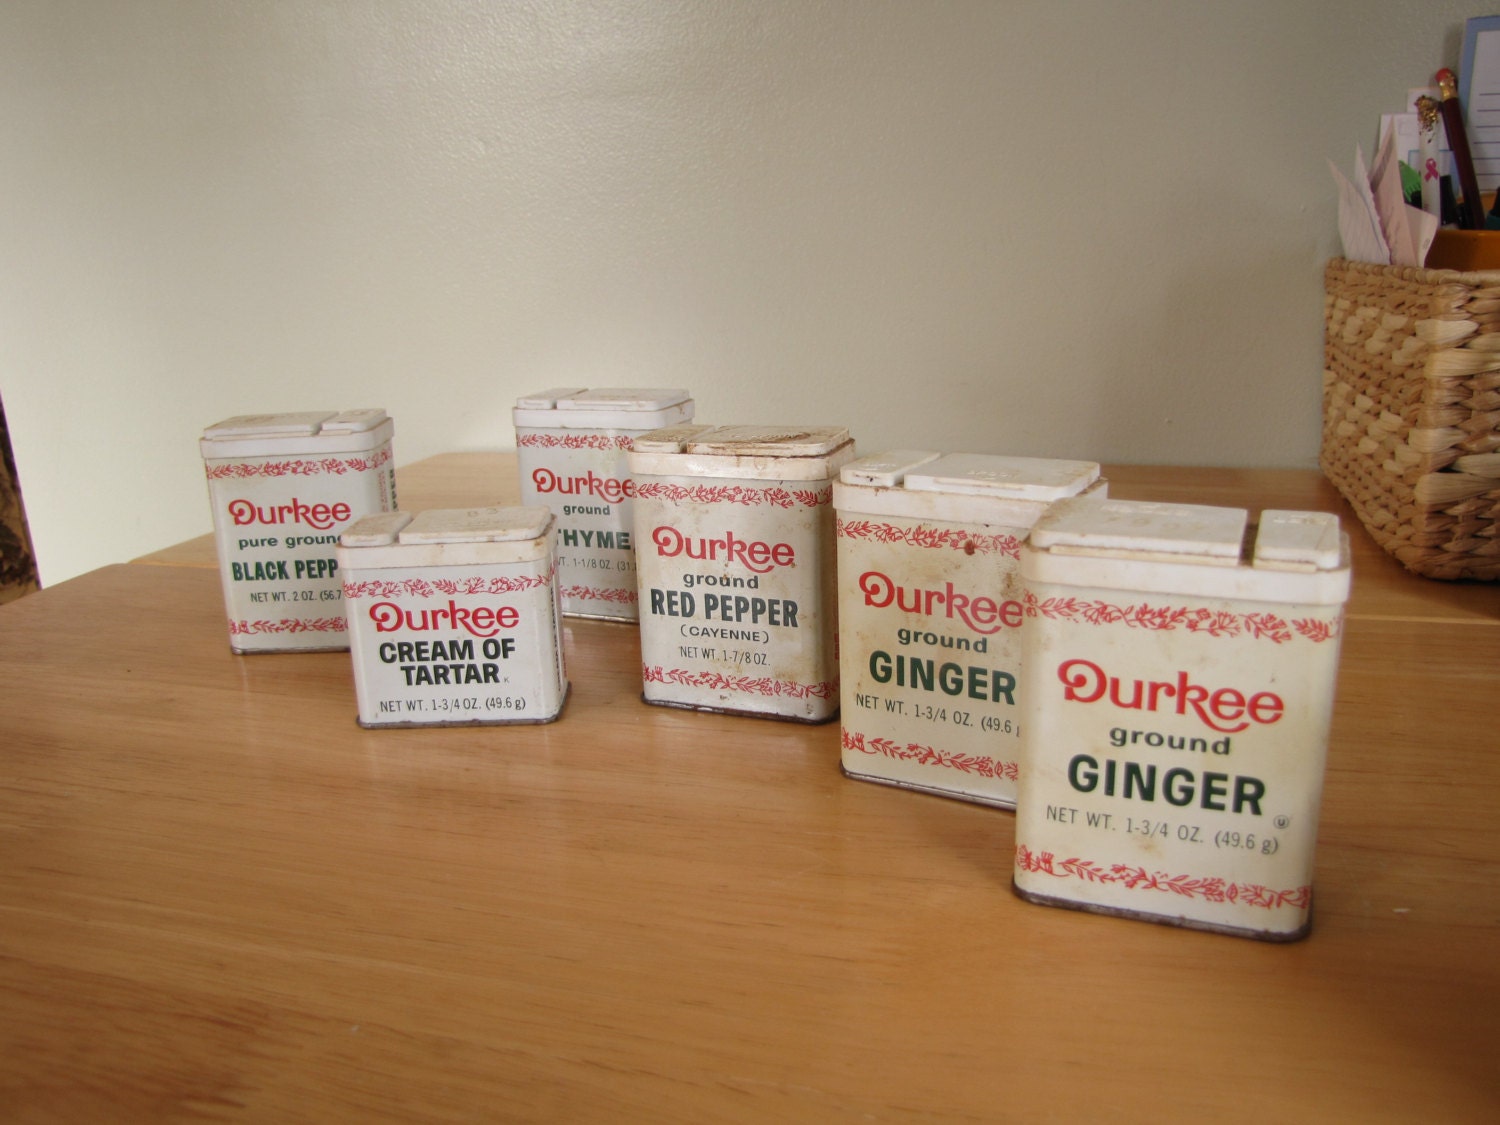 Durkee
pure ground
BLACK PEPP
NET WT. 2 OZ. (56.7
Durkee
CREAM OF
TARTAR
NET WT. 1-3/4 OZ. (49.6 g)
Durkee
ground
THYME
WT. 1-1/8 OZ. (31.
Durkee
ground
RED PEPPER
(CAYENNE)
NET WT. 1-7/8 OZ.
Durkee
ground
GINGER
NET WT. 1-3/4 OZ. (49.6
Durkee
ground
GINGER
NET WT. 1-3/4 OZ. (49.6 g)